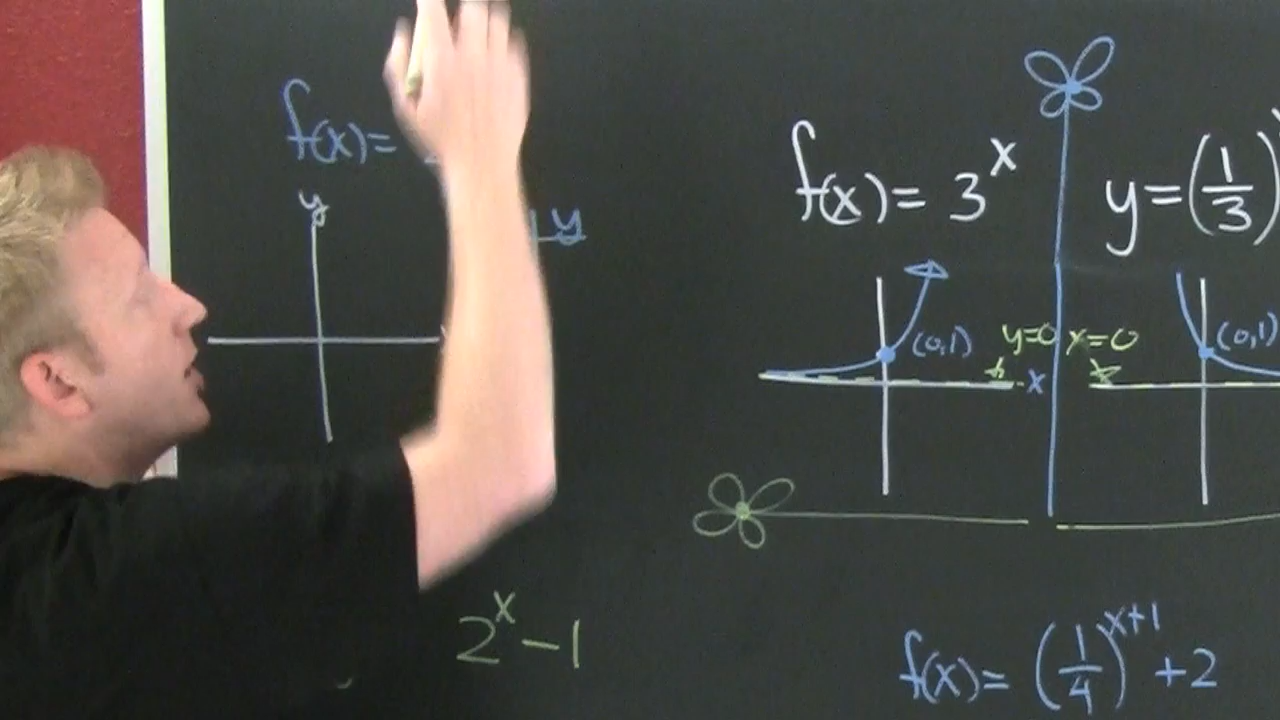 f(x)=
y
y
f(x) = 3^x
y = (1/3)
(0,1)
y=0
x
x=0
(0,1)
2^x - 1
f(x) = (1/4)^{x+1} + 2